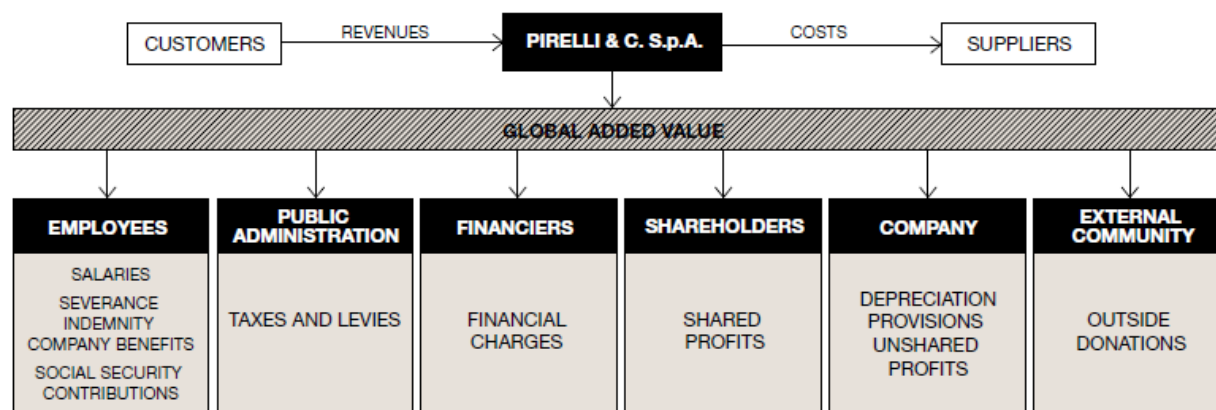 CUSTOMERS
REVENUES
PIRELLI & C. S.p.A.
COSTS
SUPPLIERS
GLOBAL ADDED VALUE
EMPLOYEES
SALARIES
SEVERANCE
INDEMNITY
COMPANY BENEFITS
SOCIAL SECURITY
CONTRIBUTIONS
PUBLIC
ADMINISTRATION
TAXES AND LEVIES
FINANCIERS
FINANCIAL
CHARGES
SHAREHOLDERS
SHARED
PROFITS
COMPANY
DEPRECIATION
PROVISIONS
UNSHARED
PROFITS
EXTERNAL
COMMUNITY
OUTSIDE
DONATIONS